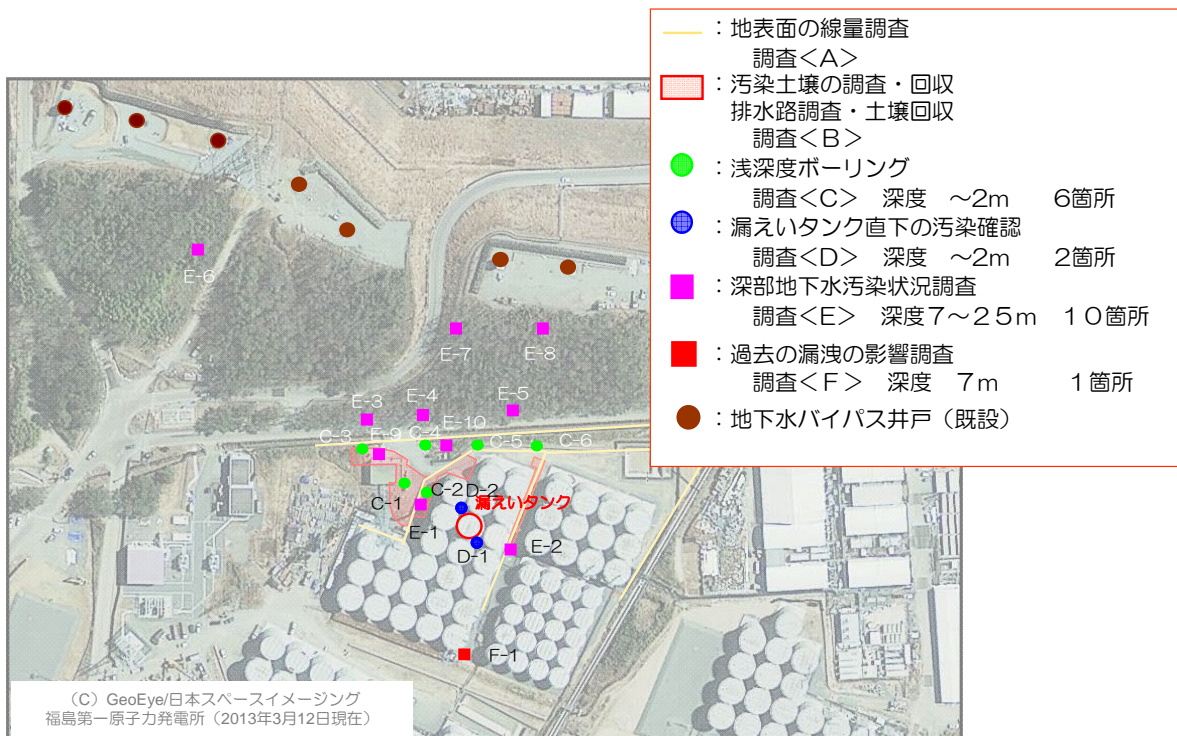 ：地表面の線量調査
調査＜A＞
：汚染土壌の調査・回収
排水路調査・土壌回収
調査＜B＞
：浅深度ボーリング
調査＜C＞　深度　～2m　　6箇所
：漏えいタンク直下の汚染確認
調査＜D＞　深度　～2m　　2箇所
：深部地下水汚染状況調査
調査＜E＞　深度７～２５m　１０箇所
：過去の漏洩の影響調査
調査＜F＞　深度　7m　　　１箇所
：地下水バイパス井戸（既設）
E-6
E-7
E-8
E-3
E-4
E-5
C-3
E-9
C-4
E-10
C-5
C-6
C-1
C-2
D-2
漏えいタンク
E-1
D-1
E-2
F-1
（C）GeoEye/日本スペースイメージング
福島第一原子力発電所（2013年3月12日現在）